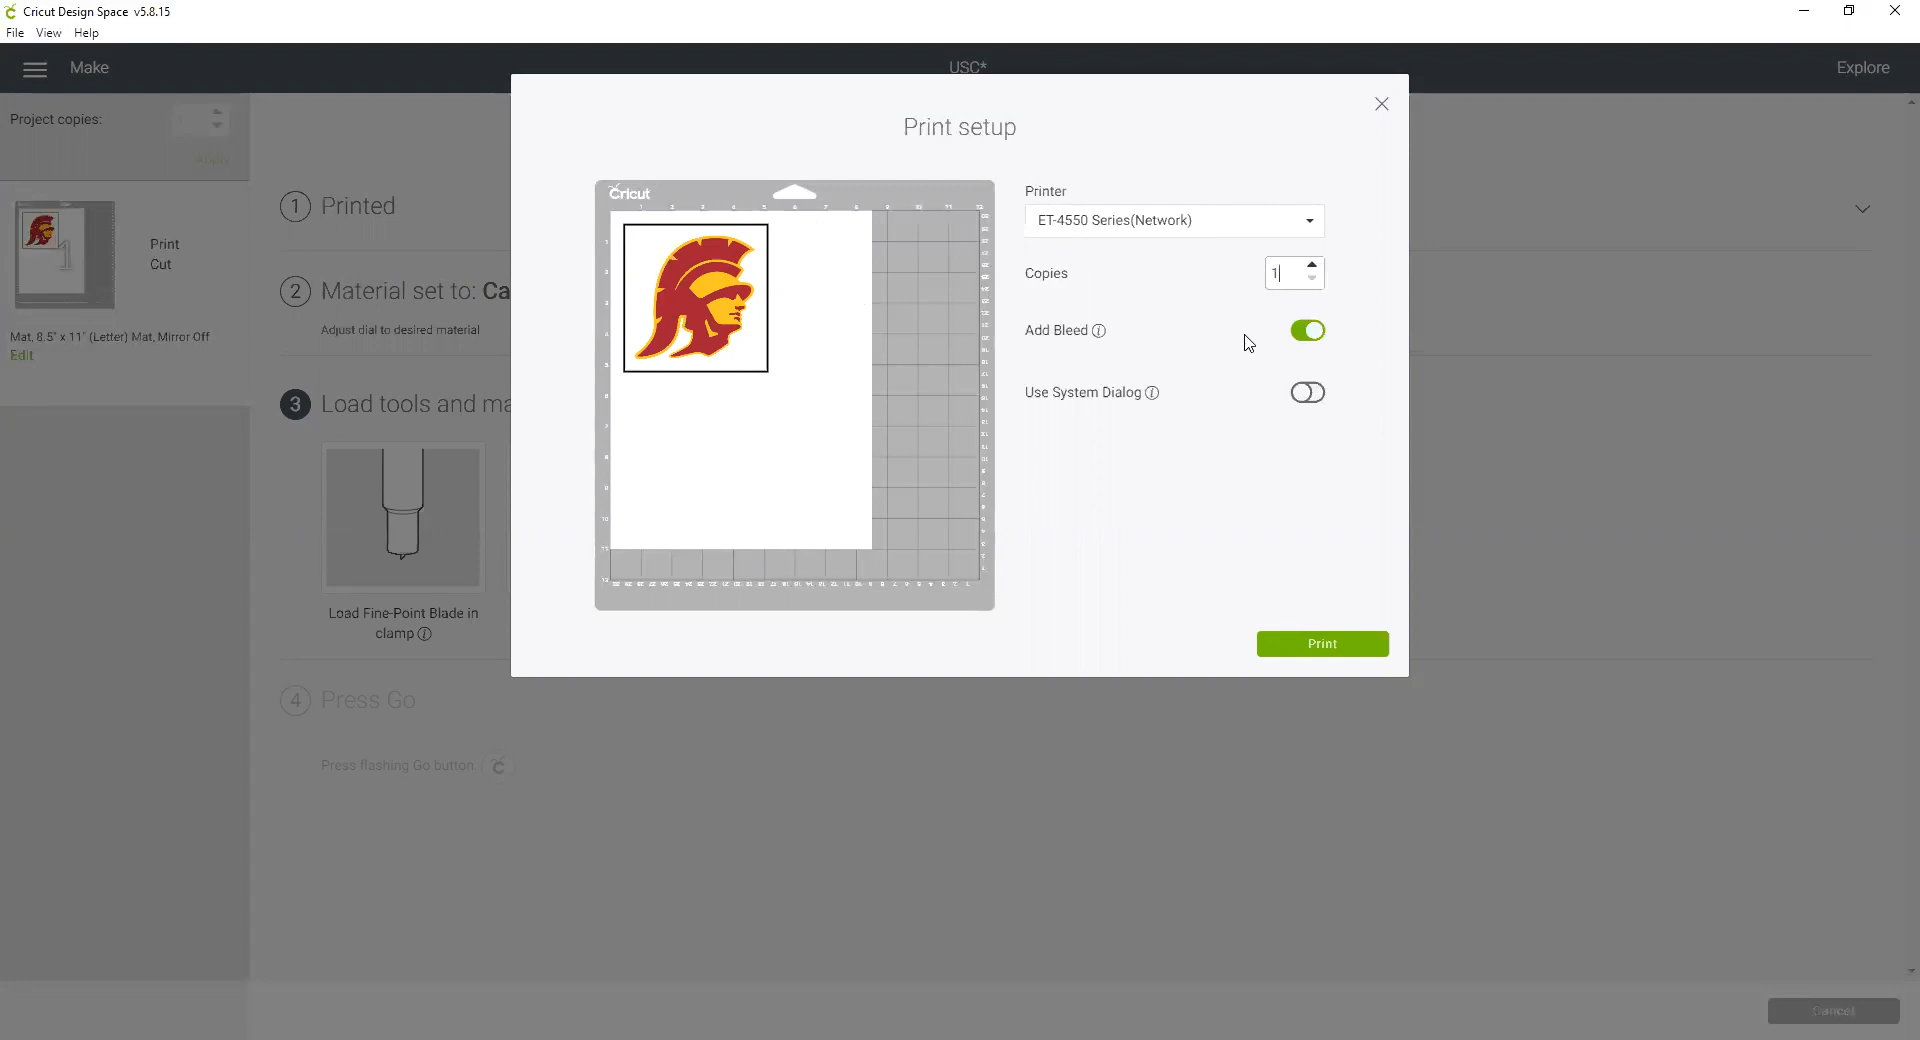 Cricut Design Space v5.8.15
File View Help
Make
USC*
Explore
Project copies:
Apply
Print
Cut
Mat, 8.5" x 11" (Letter) Mat, Mirror Off
Edit
1 Printed
2 Material set to: Ca
Adjust dial to desired material
3 Load tools and ma
Load Fine-Point Blade in
clamp
4 Press Go
Press flashing Go button.
Print setup
Cricut
Printer
ET-4550 Series(Network)
Copies
1
Add Bleed
Use System Dialog
Print
Cancel